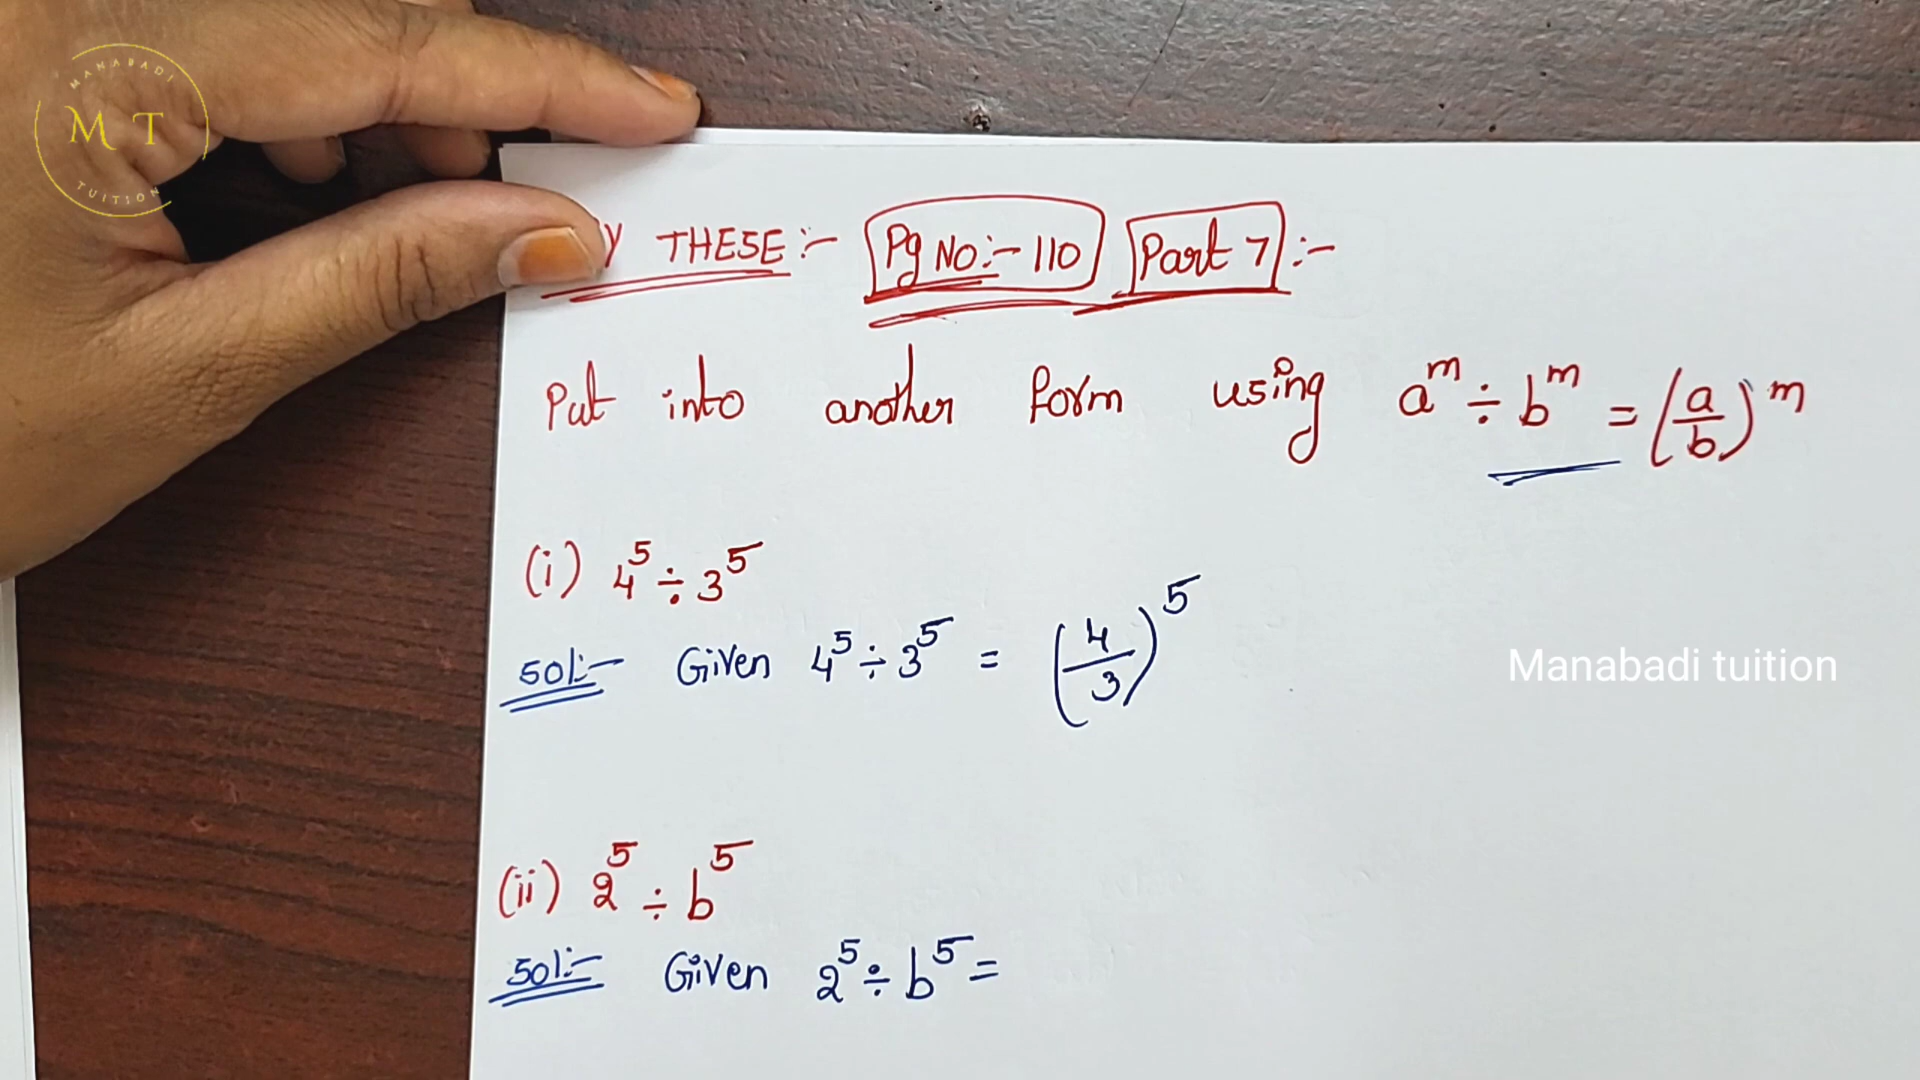 MANABADI
M T
TUITION
Y THESE:- Pg No:- 110 Part 7 :-
Put into another form using a^m ÷ b^m = (a/b)^m
(i) 4^5 ÷ 3^5
Sol:- Given 4^5 ÷ 3^5 = (4/3)^5
Manabadi tuition
(ii) 2^5 ÷ b^5
Sol:- Given 2^5 ÷ b^5 =